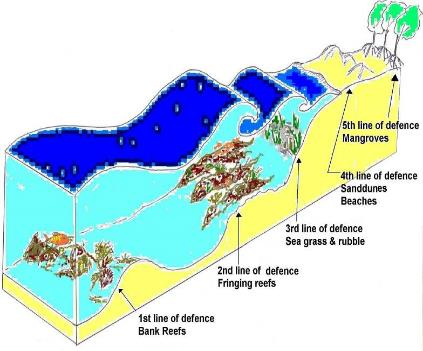 5th line of defence
Mangroves
4th line of defence
Sanddunes
Beaches
3rd line of defence
Sea grass & rubble
2nd line of defence
Fringing reefs
1st line of defence
Bank Reefs